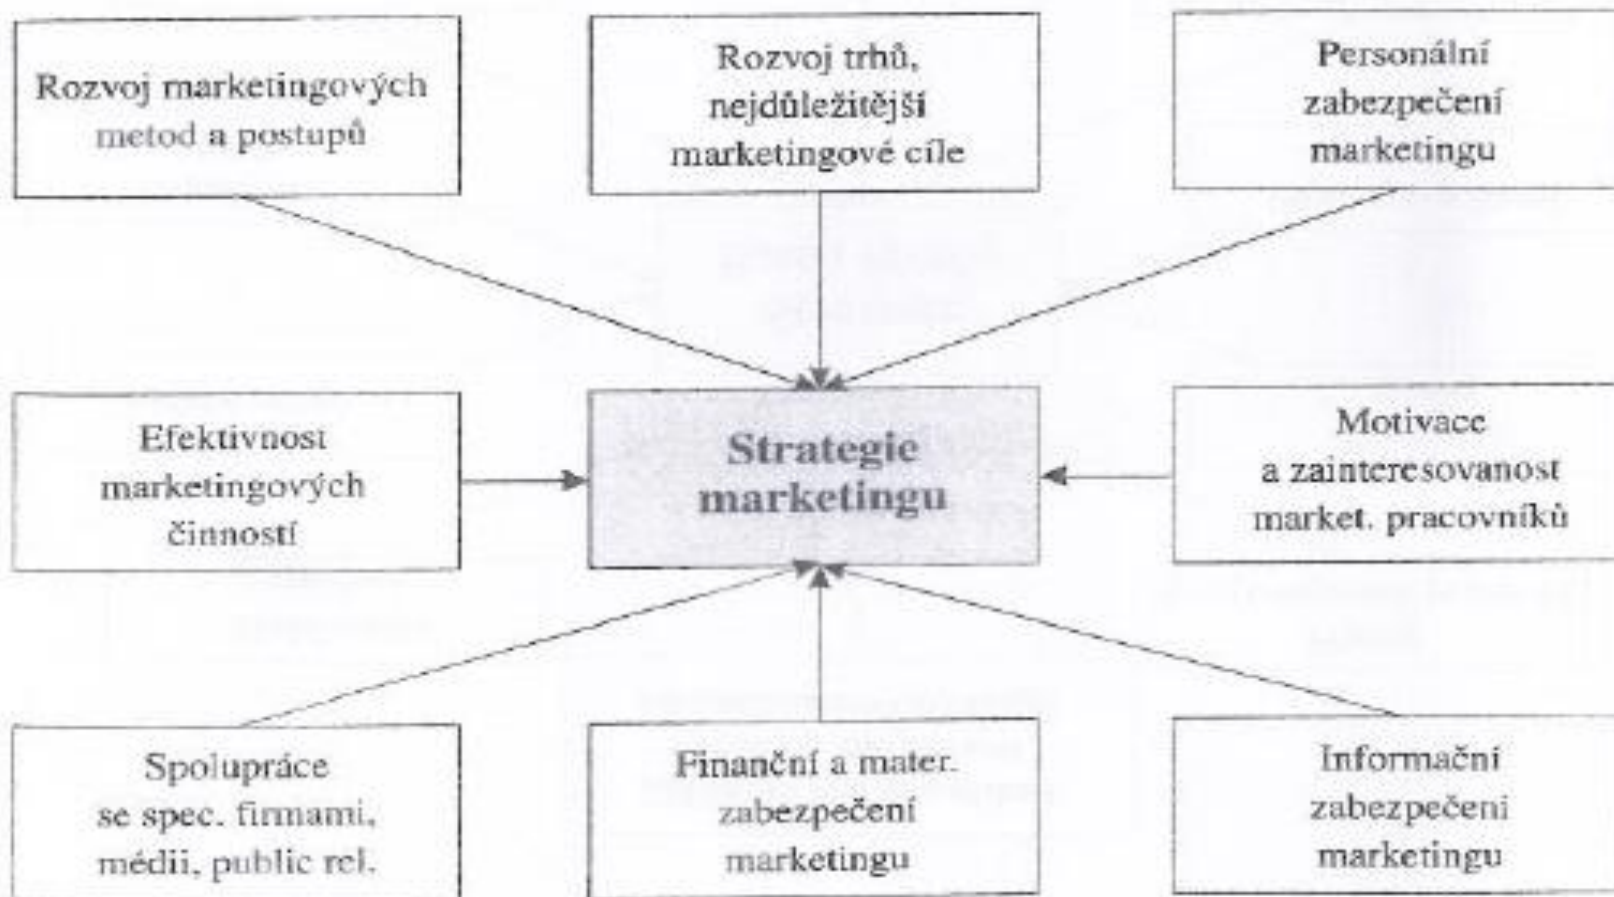 Rozvoj marketingových
metod a postupů
Rozvoj trhů,
nejdůležitější
marketingové cíle
Personální
zabezpečení
marketingu
Efektivnost
marketingových
činností
Strategie
marketingu
Motivace
a zainteresovanost
market. pracovníků
Spolupráce
se spec. firmami,
médii, public rel.
Finanční a mater.
zabezpečení
marketingu
Informační
zabezpečeni
marketingu